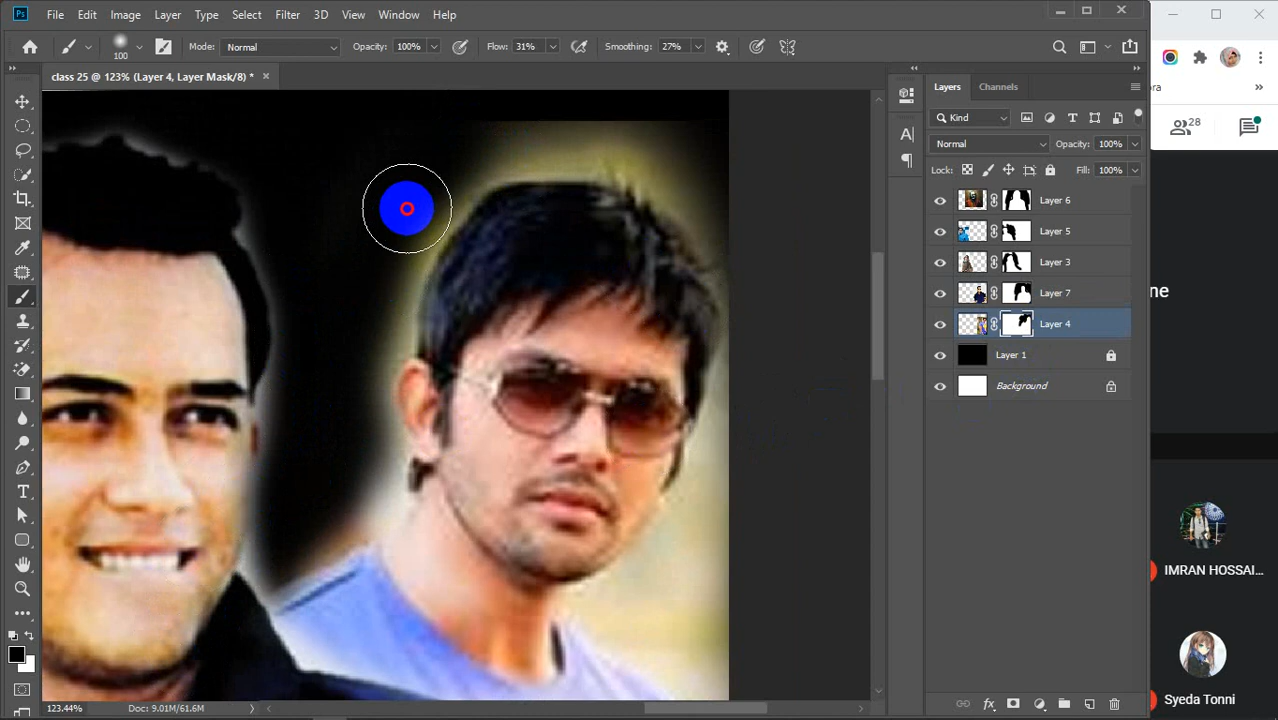 Ps File Edit Image Layer Type Select Filter 3D View Window Help
100 Mode: Normal Opacity: 100% Flow: 31% Smoothing: 27%
class 25 @ 123% (Layer 4, Layer Mask/8) * ×
Layers Channels
Kind
Normal Opacity: 100%
Lock: Fill: 100%
Layer 6
Layer 5
Layer 3
Layer 7
Layer 4
Layer 1
Background
123.44% Doc: 9.01M/61.6M
ora
28
ne
IMRAN HOSSAI...
Syeda Tonni